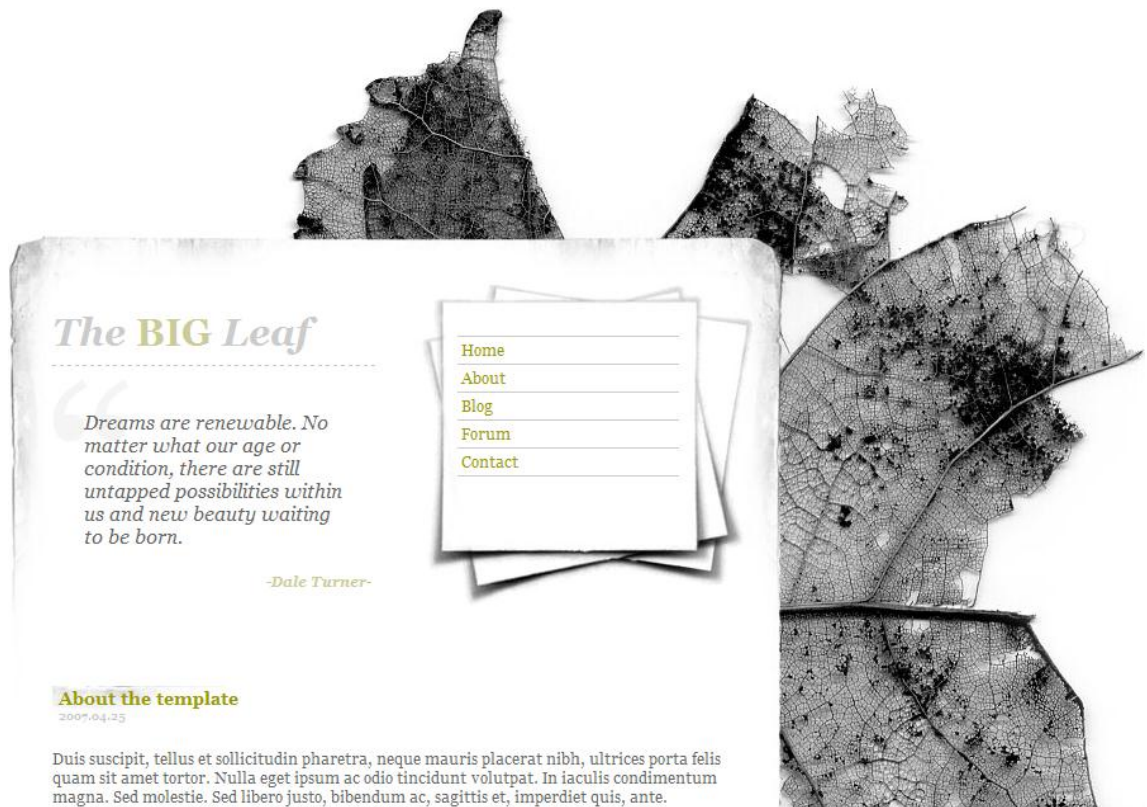 The BIG Leaf
Dreams are renewable. No
matter what our age or
condition, there are still
untapped possibilities within
us and new beauty waiting
to be born.
-Dale Turner-
Home
About
Blog
Forum
Contact
About the template
2007.04.25
Duis suscipit, tellus et sollicitudin pharetra, neque mauris placerat nibh, ultrices porta felis
quam sit amet tortor. Nulla eget ipsum ac odio tincidunt volutpat. In iaculis condimentum
magna. Sed molestie. Sed libero justo, bibendum ac, sagittis et, imperdiet quis, ante.